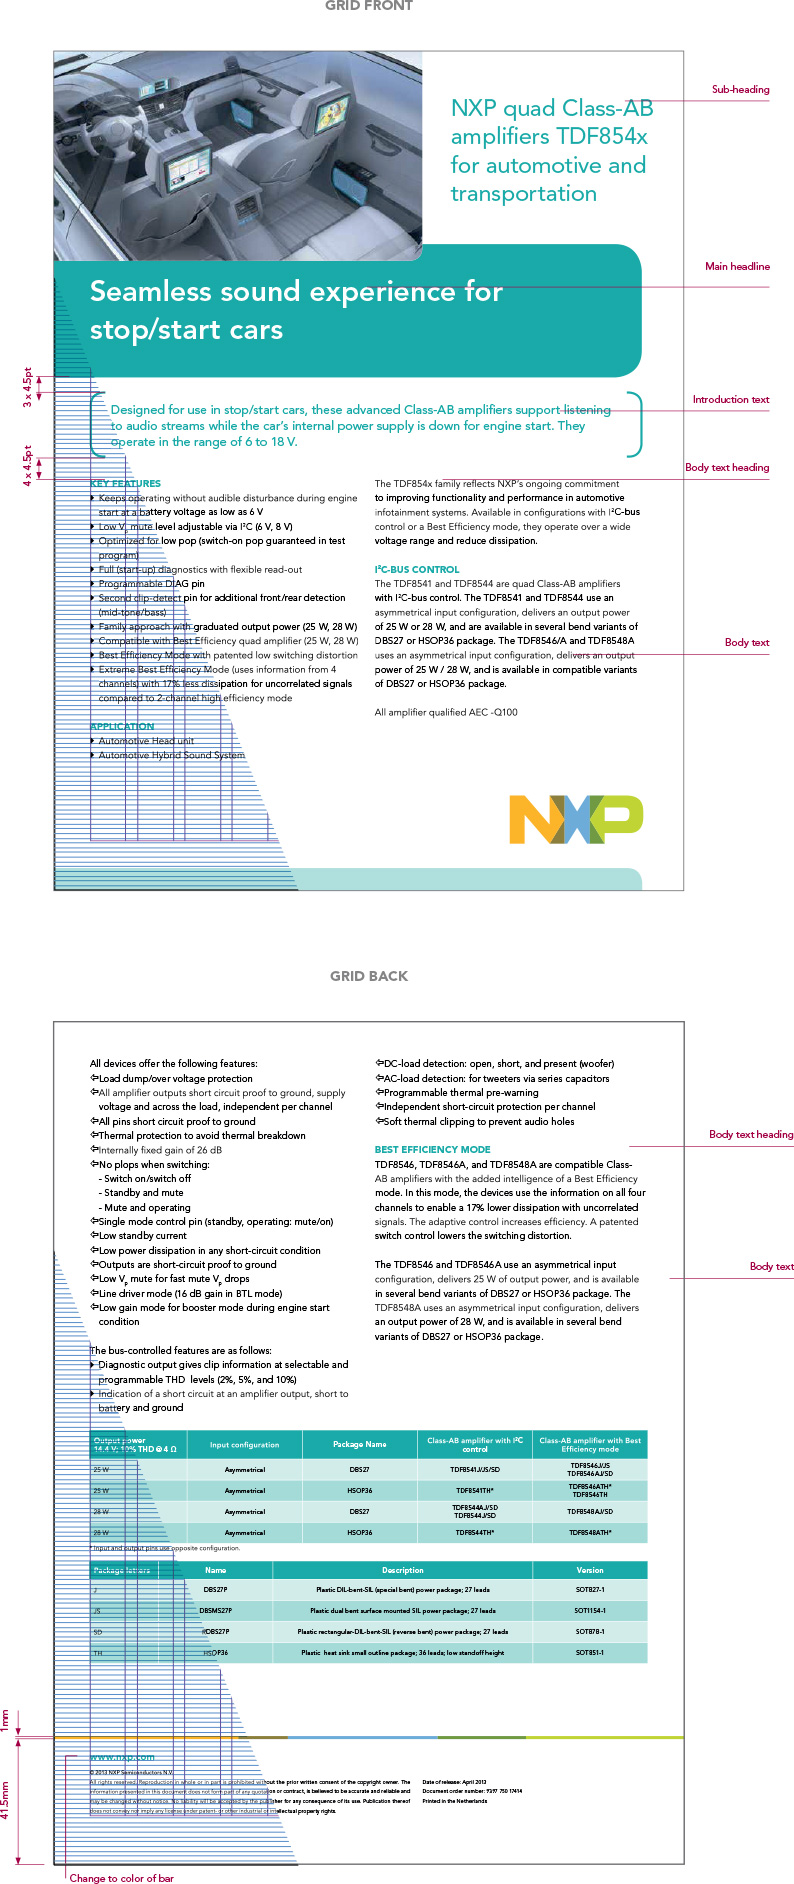 GRID FRONT
NXP quad Class-AB
amplifiers TDF854x
for automotive and
transportation
Sub-heading
Seamless sound experience for
stop/start cars
Main headline
3 x 4.5pt
Designed for use in stop/start cars, these advanced Class-AB amplifiers support listening
to audio streams while the car's internal power supply is down for engine start. They
operate in the range of 6 to 18 V.
Introduction text
4 x 4.5pt
Body text heading
KEY FEATURES
Keeps operating without audible disturbance during engine
start at a battery voltage as low as 6 V
Low Vp mute level adjustable via I²C (6 V, 8 V)
Optimized for low pop (switch-on pop guaranteed in test
program)
Full (start-up) diagnostics with flexible read-out
Programmable DIAG pin
Second clip-detect pin for additional front/rear detection
(mid-tone/bass)
Family approach with graduated output power (25 W, 28 W)
Compatible with Best Efficiency quad amplifier (25 W, 28 W)
Best Efficiency Mode with patented low switching distortion
Extreme Best Efficiency Mode (uses information from 4
channels) with 17% less dissipation for uncorrelated signals
compared to 2-channel high efficiency mode
APPLICATION
Automotive Head unit
Automotive Hybrid Sound System
The TDF854x family reflects NXP's ongoing commitment
to improving functionality and performance in automotive
infotainment systems. Available in configurations with I²C-bus
control or a Best Efficiency mode, they operate over a wide
voltage range and reduce dissipation.
I²C-BUS CONTROL
The TDF8541 and TDF8544 are quad Class-AB amplifiers
with I²C-bus control. The TDF8541 and TDF8544 use an
asymmetrical input configuration, delivers an output power
of 25 W or 28 W, and are available in several bend variants of
DBS27 or HSOP36 package. The TDF8546/A and TDF8548A
uses an asymmetrical input configuration, delivers an output
power of 25 W / 28 W, and is available in compatible variants
of DBS27 or HSOP36 package.
All amplifier qualified AEC -Q100
Body text
NXP
GRID BACK
All devices offer the following features:
Load dump/over voltage protection
All amplifier outputs short circuit proof to ground, supply
voltage and across the load, independent per channel
All pins short circuit proof to ground
Thermal protection to avoid thermal breakdown
Internally fixed gain of 26 dB
No plops when switching:
- Switch on/switch off
- Standby and mute
- Mute and operating
Single mode control pin (standby, operating: mute/on)
Low standby current
Low power dissipation in any short-circuit condition
Outputs are short-circuit proof to ground
Low Vp mute for fast mute Vp drops
Line driver mode (16 dB gain in BTL mode)
Low gain mode for booster mode during engine start
condition
The bus-controlled features are as follows:
Diagnostic output gives clip information at selectable and
programmable THD levels (2%, 5%, and 10%)
Indication of a short circuit at an amplifier output, short to
battery and ground
DC-load detection: open, short, and present (woofer)
AC-load detection: for tweeters via series capacitors
Programmable thermal pre-warning
Independent short-circuit protection per channel
Soft thermal clipping to prevent audio holes
BEST EFFICIENCY MODE
TDF8546, TDF8546A, and TDF8548A are compatible Class-
AB amplifiers with the added intelligence of a Best Efficiency
mode. In this mode, the devices use the information on all four
channels to enable a 17% lower dissipation with uncorrelated
signals. The adaptive control increases efficiency. A patented
switch control lowers the switching distortion.
The TDF8546 and TDF8546A use an asymmetrical input
configuration, delivers 25 W of output power, and is available
in several bend variants of DBS27 or HSOP36 package. The
TDF8548A uses an asymmetrical input configuration, delivers
an output power of 28 W, and is available in several bend
variants of DBS27 or HSOP36 package.
Body text heading
Body text
Output power
14.4 V; 10% THD @ 4 Ω
Input configuration
Package Name
Class-AB amplifier with I²C
control
Class-AB amplifier with Best
Efficiency mode
25 W Asymmetrical DBS27 TDF8541J/JS/SD TDF8546J/JS
TDF8546AJ/SD
25 W Asymmetrical HSOP36 TDF8541TH* TDF8546ATH*
TDF8546TH
28 W Asymmetrical DBS27 TDF8544AJ/SD TDF8548AJ/SD
TDF8544J/SD
28 W Asymmetrical HSOP36 TDF8544TH* TDF8548ATH*
* Input and output pins use opposite configuration.
Package letters Name Description Version
J DBS27P Plastic DIL-bent-SIL (special bent) power package; 27 leads SOT827-1
JS DBSMS27P Plastic dual bent surface mounted SIL power package; 27 leads SOT1154-1
SD RDBS27P Plastic rectangular-DIL-bent-SIL (reverse bent) power package; 27 leads SOT878-1
TH HSOP36 Plastic heat sink small outline package; 36 leads; low standoff height SOT851-1
1mm
41.5mm
www.nxp.com
© 2013 NXP Semiconductors N.V.
All rights reserved. Reproduction in whole or in part is prohibited without the prior written consent of the copyright owner. The
information presented in this document does not form part of any quotation or contract, is believed to be accurate and reliable and
may be changed without notice. No liability will be accepted by the publisher for any consequence of its use. Publication thereof
does not convey nor imply any license under patent- or other industrial or intellectual property rights.
Date of release: April 2013
Document order number: 9397 750 17414
Printed in the Netherlands
Change to color of bar